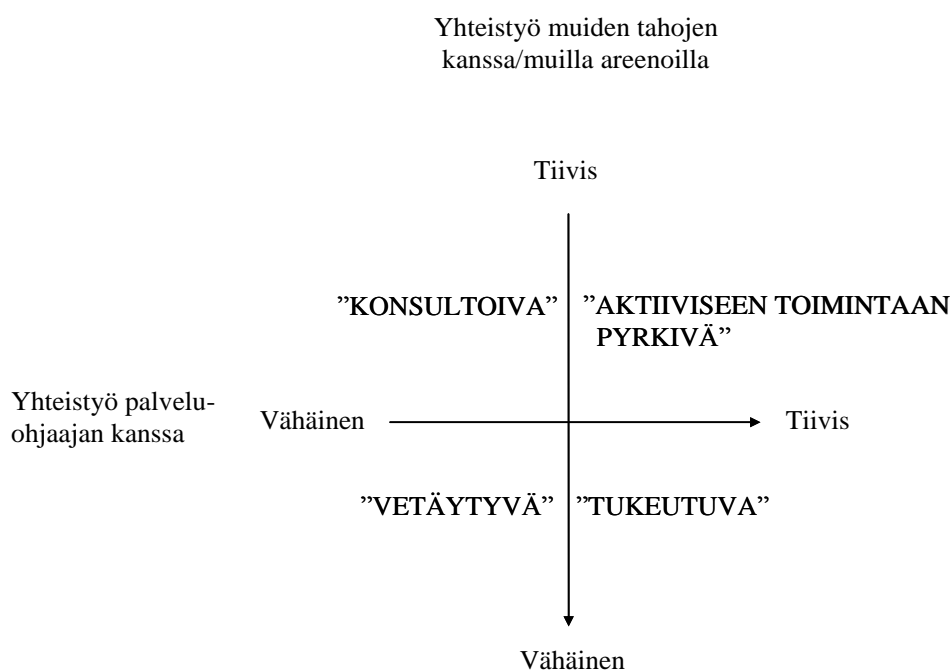 Yhteistyö muiden tahojen
kanssa/muilla areenoilla
Tiivis
”KONSULTOIVA”
”AKTIIVISEEN TOIMINTAAN
PYRKIVÄ”
Yhteistyö palvelu-
ohjaajan kanssa
Vähäinen
Tiivis
”VETÄYTYVÄ”
”TUKEUTUVA”
Vähäinen